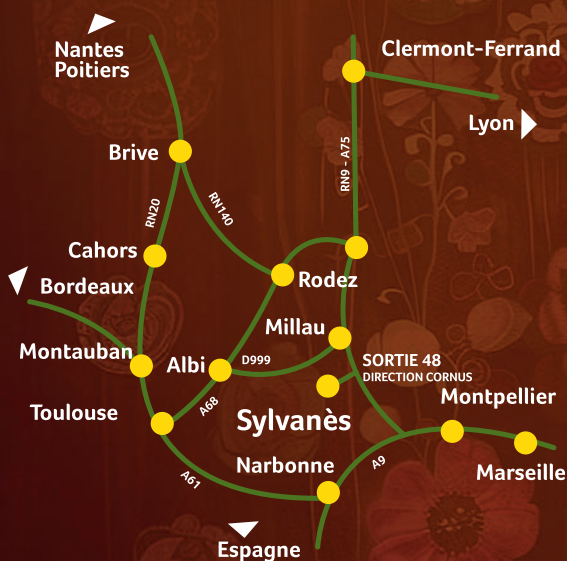 Nantes
Poitiers
Clermont-Ferrand
Lyon
Brive
RN9 - A75
RN20
RN140
Cahors
Rodez
Bordeaux
Millau
Montauban
Albi
D999
SORTIE 48
DIRECTION CORNUS
A68
Toulouse
Sylvanès
Montpellier
Narbonne
A9
A61
Marseille
Espagne